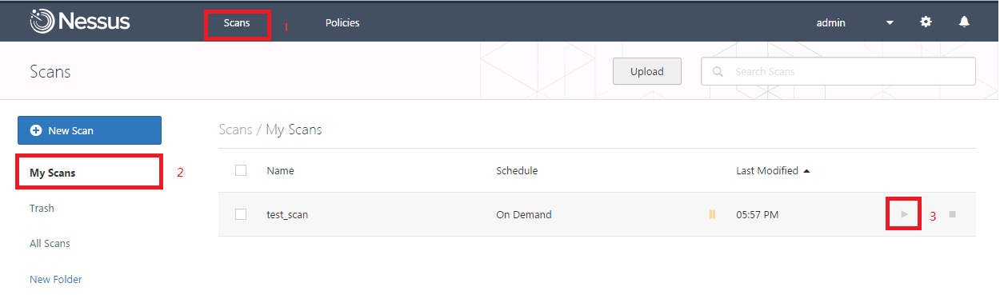 Nessus Scans 1 Policies admin
Scans Upload Search Scans
New Scan
Scans / My Scans
My Scans 2
Name Schedule Last Modified
Trash
test_scan On Demand 05:57 PM 3
All Scans
New Folder